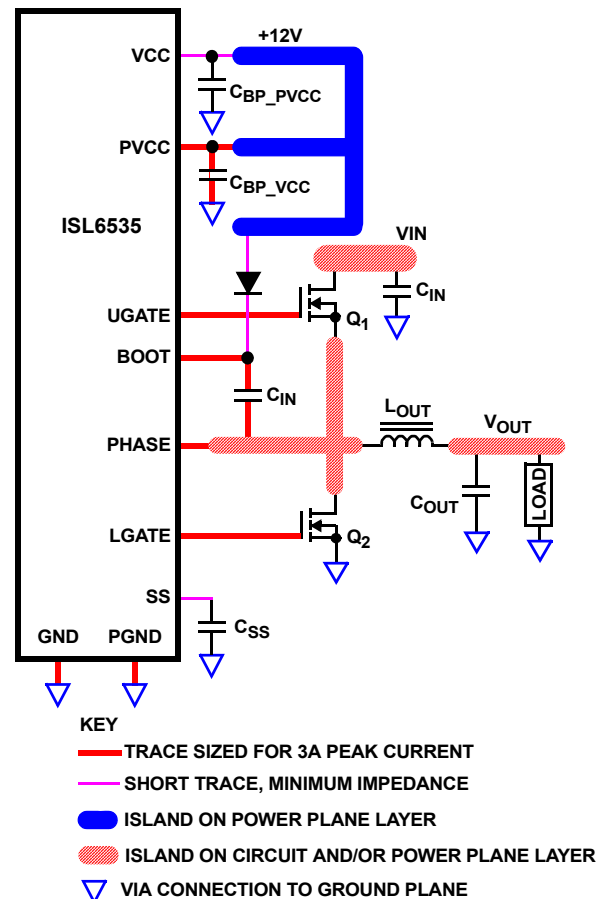 +12V
VCC
CBP_PVCC
PVCC
CBP_VCC
ISL6535
VIN
CIN
UGATE
Q1
BOOT
CIN
LOUT
VOUT
PHASE
COUT
LOAD
LGATE
Q2
SS
CSS
GND PGND
KEY
TRACE SIZED FOR 3A PEAK CURRENT
SHORT TRACE, MINIMUM IMPEDANCE
ISLAND ON POWER PLANE LAYER
ISLAND ON CIRCUIT AND/OR POWER PLANE LAYER
VIA CONNECTION TO GROUND PLANE